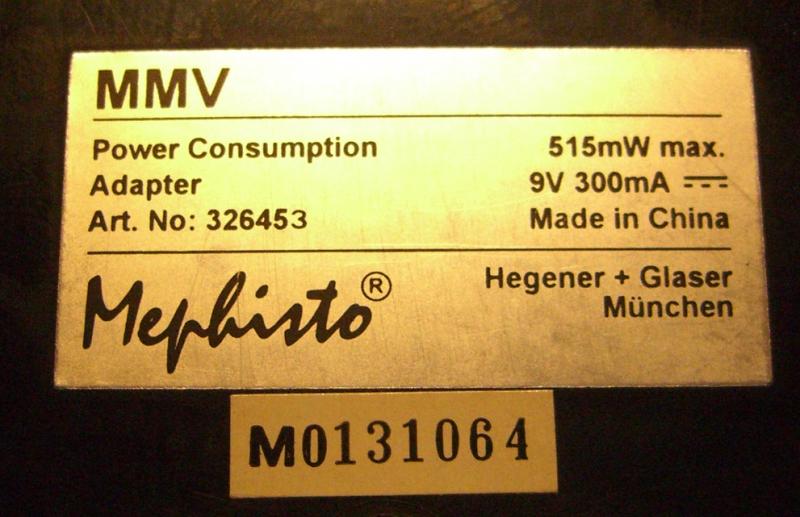 MMV
Power Consumption 515mW max.
Adapter 9V 300mA ⎓
Art. No: 326453 Made in China
Mephisto® Hegener + Glaser
München
M0131064